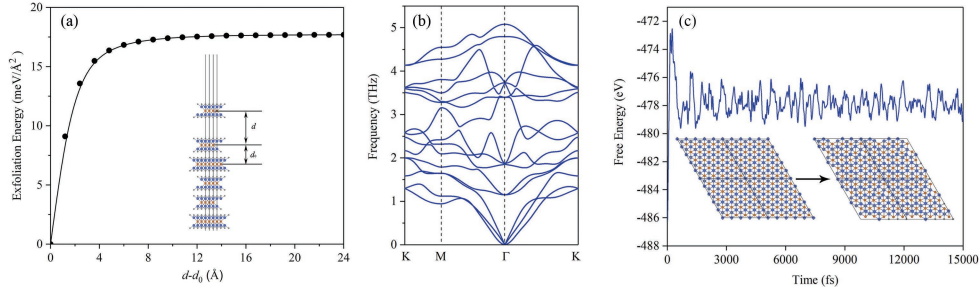 (a)
Exfoliation Energy (meV/Å²)
20
15
10
5
0
d
d₀
0 4 8 12 16 20 24
d-d₀ (Å)
(b)
Frequency (THz)
5
4
3
2
1
0
K M Γ K
(c)
Free Energy (eV)
-472
-474
-476
-478
-480
-482
-484
-486
-488
0 3000 6000 9000 12000 15000
Time (fs)